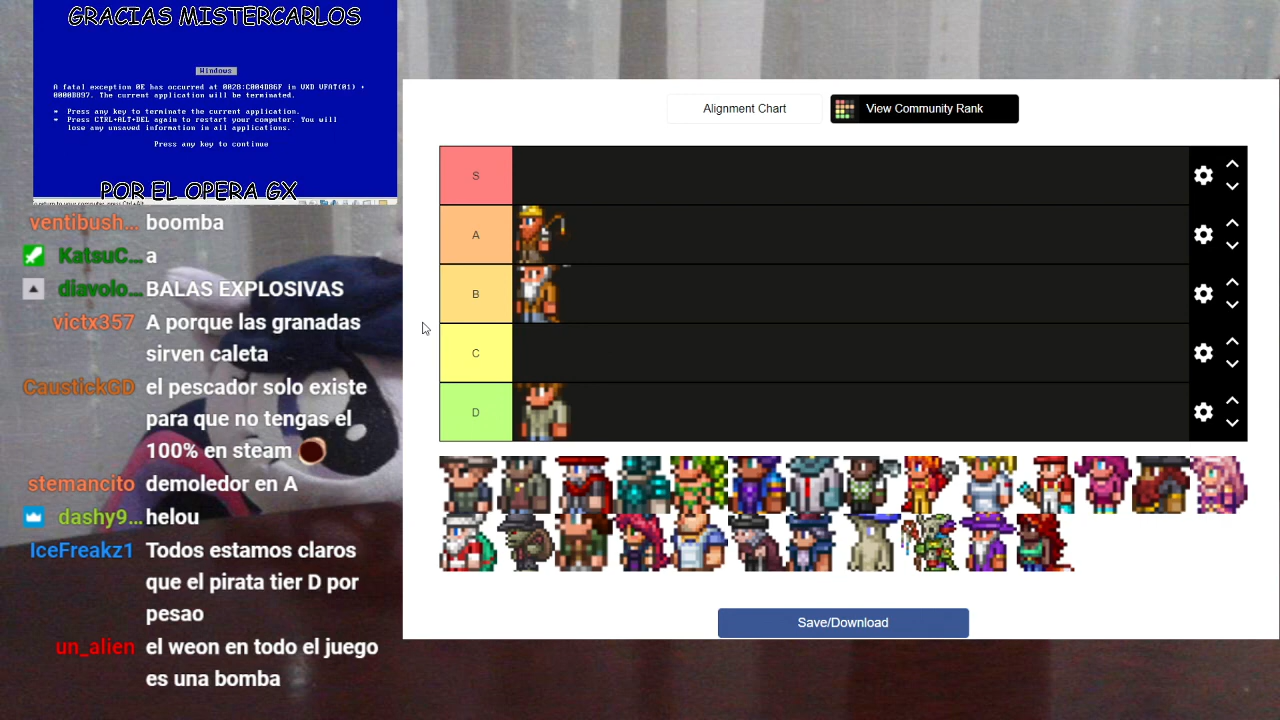 GRACIAS MISTERCARLOS
Windows
A fatal exception 0E has occurred at 0028:C004D86F in VXD VFAT(01) +
0000B897. The current application will be terminated.
* Press any key to terminate the current application.
* Press CTRL+ALT+DEL again to restart your computer. You will
lose any unsaved information in all applications.
Press any key to continue
POR EL OPERA GX
ventibush… boomba
KatsuC… a
diavolo… BALAS EXPLOSIVAS
victx357 A porque las granadas
sirven caleta
CaustickGD el pescador solo existe
para que no tengas el
100% en steam
stemancito demoledor en A
dashy9… helou
IceFreakz1 Todos estamos claros
que el pirata tier D por
pesao
un_alien el weon en todo el juego
es una bomba
Alignment Chart
View Community Rank
S
A
B
C
D
Save/Download